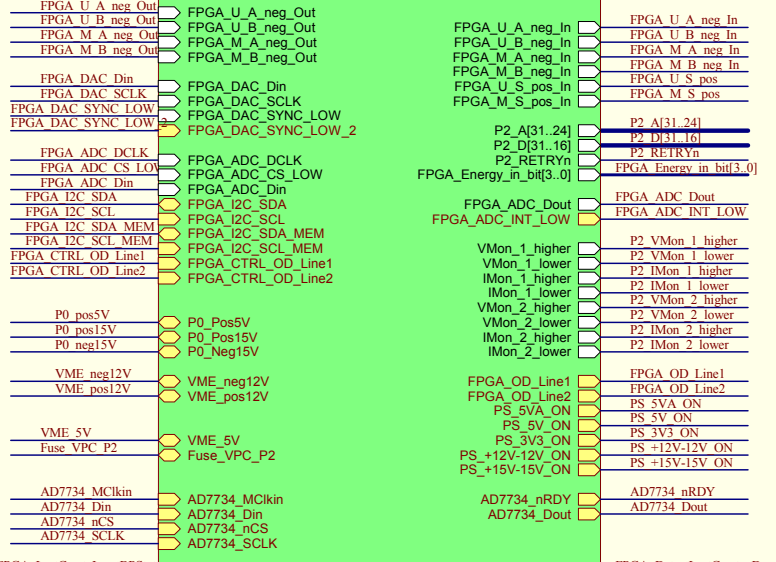 FPGA_U_A_neg_Out
FPGA_U_B_neg_Out
FPGA_M_A_neg_Out
FPGA_M_B_neg_Out
FPGA_DAC_Din
FPGA_DAC_SCLK
FPGA_DAC_SYNC_LOW
FPGA_DAC_SYNC_LOW_2
FPGA_ADC_DCLK
FPGA_ADC_CS_LOW
FPGA_ADC_Din
FPGA_I2C_SDA
FPGA_I2C_SCL
FPGA_I2C_SDA_MEM
FPGA_I2C_SCL_MEM
FPGA_CTRL_OD_Line1
FPGA_CTRL_OD_Line2
P0_pos5V
P0_pos15V
P0_neg15V
VME_neg12V
VME_pos12V
VME_5V
Fuse_VPC_P2
AD7734_MClkin
AD7734_Din
AD7734_nCS
AD7734_SCLK
FPGA_U_A_neg_Out
FPGA_U_B_neg_Out
FPGA_M_A_neg_Out
FPGA_M_B_neg_Out
FPGA_DAC_Din
FPGA_DAC_SCLK
FPGA_DAC_SYNC_LOW
FPGA_DAC_SYNC_LOW_2
FPGA_ADC_DCLK
FPGA_ADC_CS_LOW
FPGA_ADC_Din
FPGA_I2C_SDA
FPGA_I2C_SCL
FPGA_I2C_SDA_MEM
FPGA_I2C_SCL_MEM
FPGA_CTRL_OD_Line1
FPGA_CTRL_OD_Line2
P0_Pos5V
P0_Pos15V
P0_Neg15V
VME_neg12V
VME_pos12V
VME_5V
Fuse_VPC_P2
AD7734_MClkin
AD7734_Din
AD7734_nCS
AD7734_SCLK
FPGA_U_A_neg_In
FPGA_U_B_neg_In
FPGA_M_A_neg_In
FPGA_M_B_neg_In
FPGA_U_S_pos_In
FPGA_M_S_pos_In
P2_A[31..24]
P2_D[31..16]
P2_RETRYn
FPGA_Energy_in_bit[3..0]
FPGA_ADC_Dout
FPGA_ADC_INT_LOW
VMon_1_higher
VMon_1_lower
IMon_1_higher
IMon_1_lower
VMon_2_higher
VMon_2_lower
IMon_2_higher
IMon_2_lower
FPGA_OD_Line1
FPGA_OD_Line2
PS_5VA_ON
PS_5V_ON
PS_3V3_ON
PS_+12V-12V_ON
PS_+15V-15V_ON
AD7734_nRDY
AD7734_Dout
FPGA_U_A_neg_In
FPGA_U_B_neg_In
FPGA_M_A_neg_In
FPGA_M_B_neg_In
FPGA_U_S_pos
FPGA_M_S_pos
P2_A[31..24]
P2_D[31..16]
P2_RETRYn
FPGA_Energy_in_bit[3..0]
FPGA_ADC_Dout
FPGA_ADC_INT_LOW
P2_VMon_1_higher
P2_VMon_1_lower
P2_IMon_1_higher
P2_IMon_1_lower
P2_VMon_2_higher
P2_VMon_2_lower
P2_IMon_2_higher
P2_IMon_2_lower
FPGA_OD_Line1
FPGA_OD_Line2
PS_5VA_ON
PS_5V_ON
PS_3V3_ON
PS_+12V-12V_ON
PS_+15V-15V_ON
AD7734_nRDY
AD7734_Dout